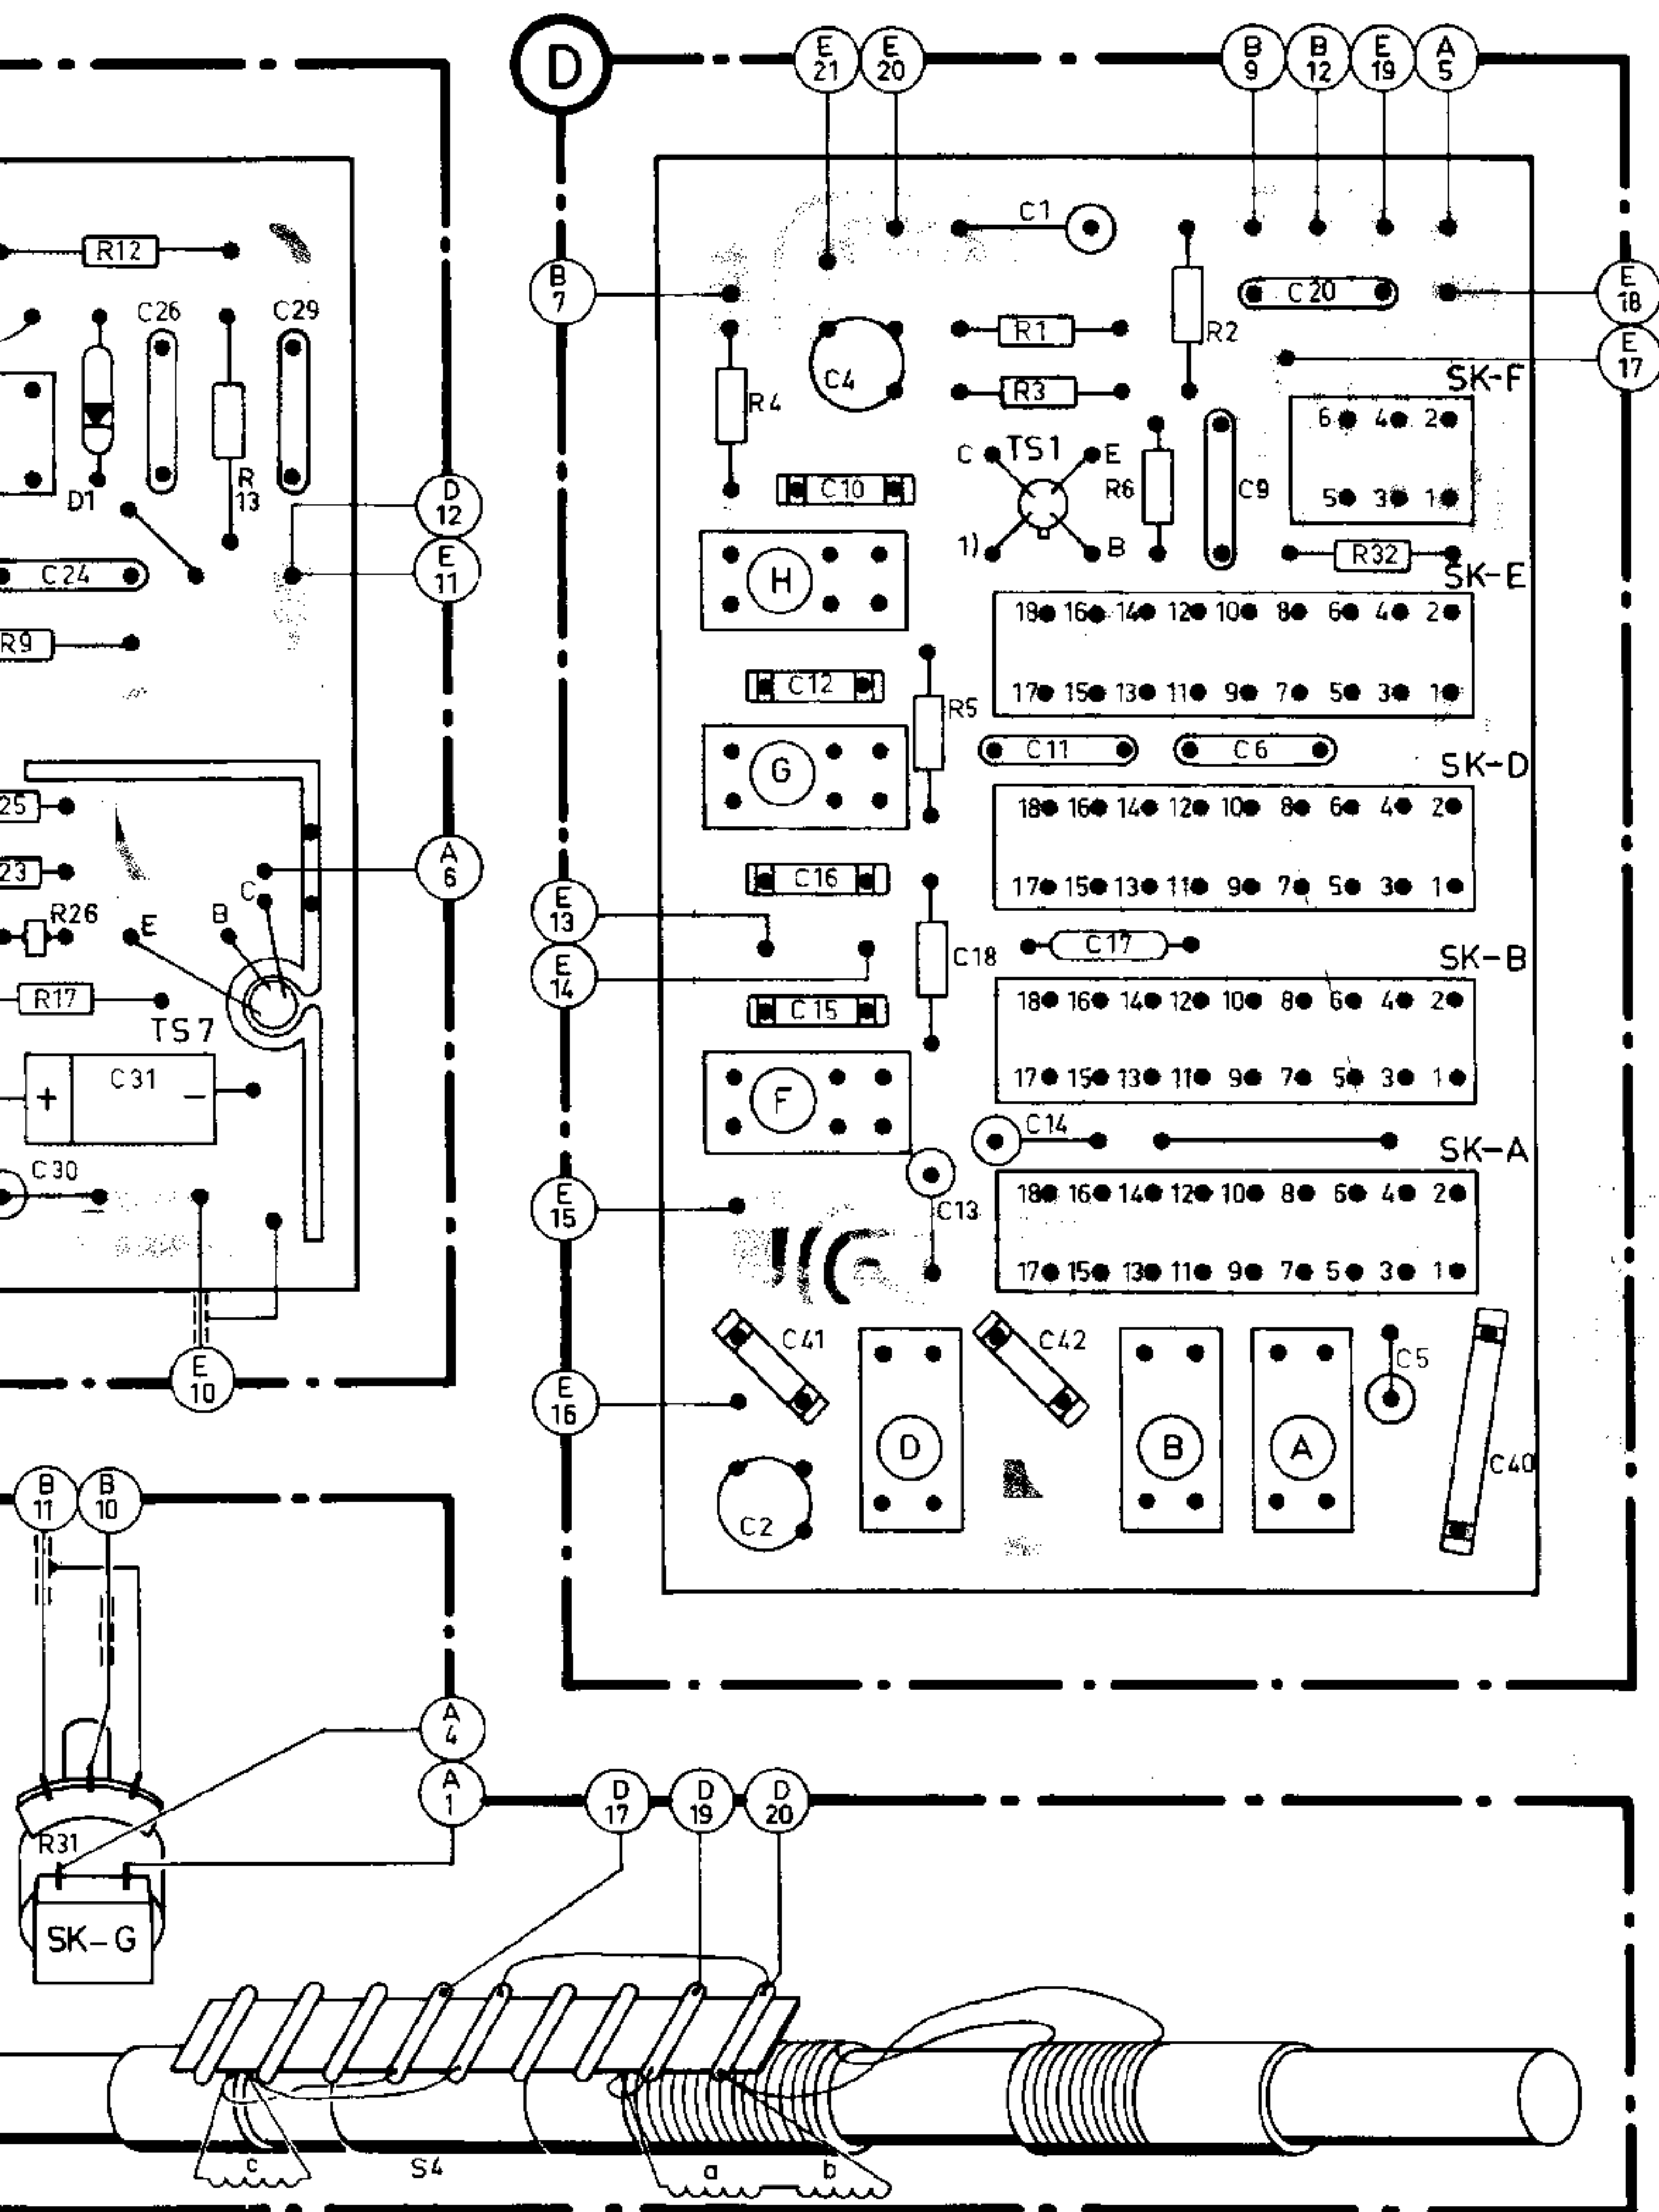 D
E 21
E 20
B 9
B 12
E 19
A 5
C1
R12
B 7
C20
E 18
C26
C29
R1
R2
E 17
C4
R3
SK-F
R4
6 4 2
C TS1 E
D1
R 13
C10
R6
C9
5 3 1
D 12
1) B
R32
E 11
C24
H
SK-E
18 16 14 12 10 8 6 4 2
R9
C12
17 15 13 11 9 7 5 3 1
R5
C11
C6
G
SK-D
25
18 16 14 12 10 8 6 4 2
A 6
23
C16
17 15 13 11 9 7 5 3 1
C
E 13
R26
E
B
C17
C18
SK-B
E 14
R17
18 16 14 12 10 8 6 4 2
C15
TS7
C31
+ −
17 15 13 11 9 7 5 3 1
F
C14
SK-A
C30
18 16 14 12 10 8 6 4 2
E 15
C13
17 15 13 11 9 7 5 3 1
C41
C42
C5
E 10
E 16
D
B
A
C40
B 11
B 10
C2
A 4
A 1
D 17
D 19
D 20
R31
SK-G
c
S4
a
b